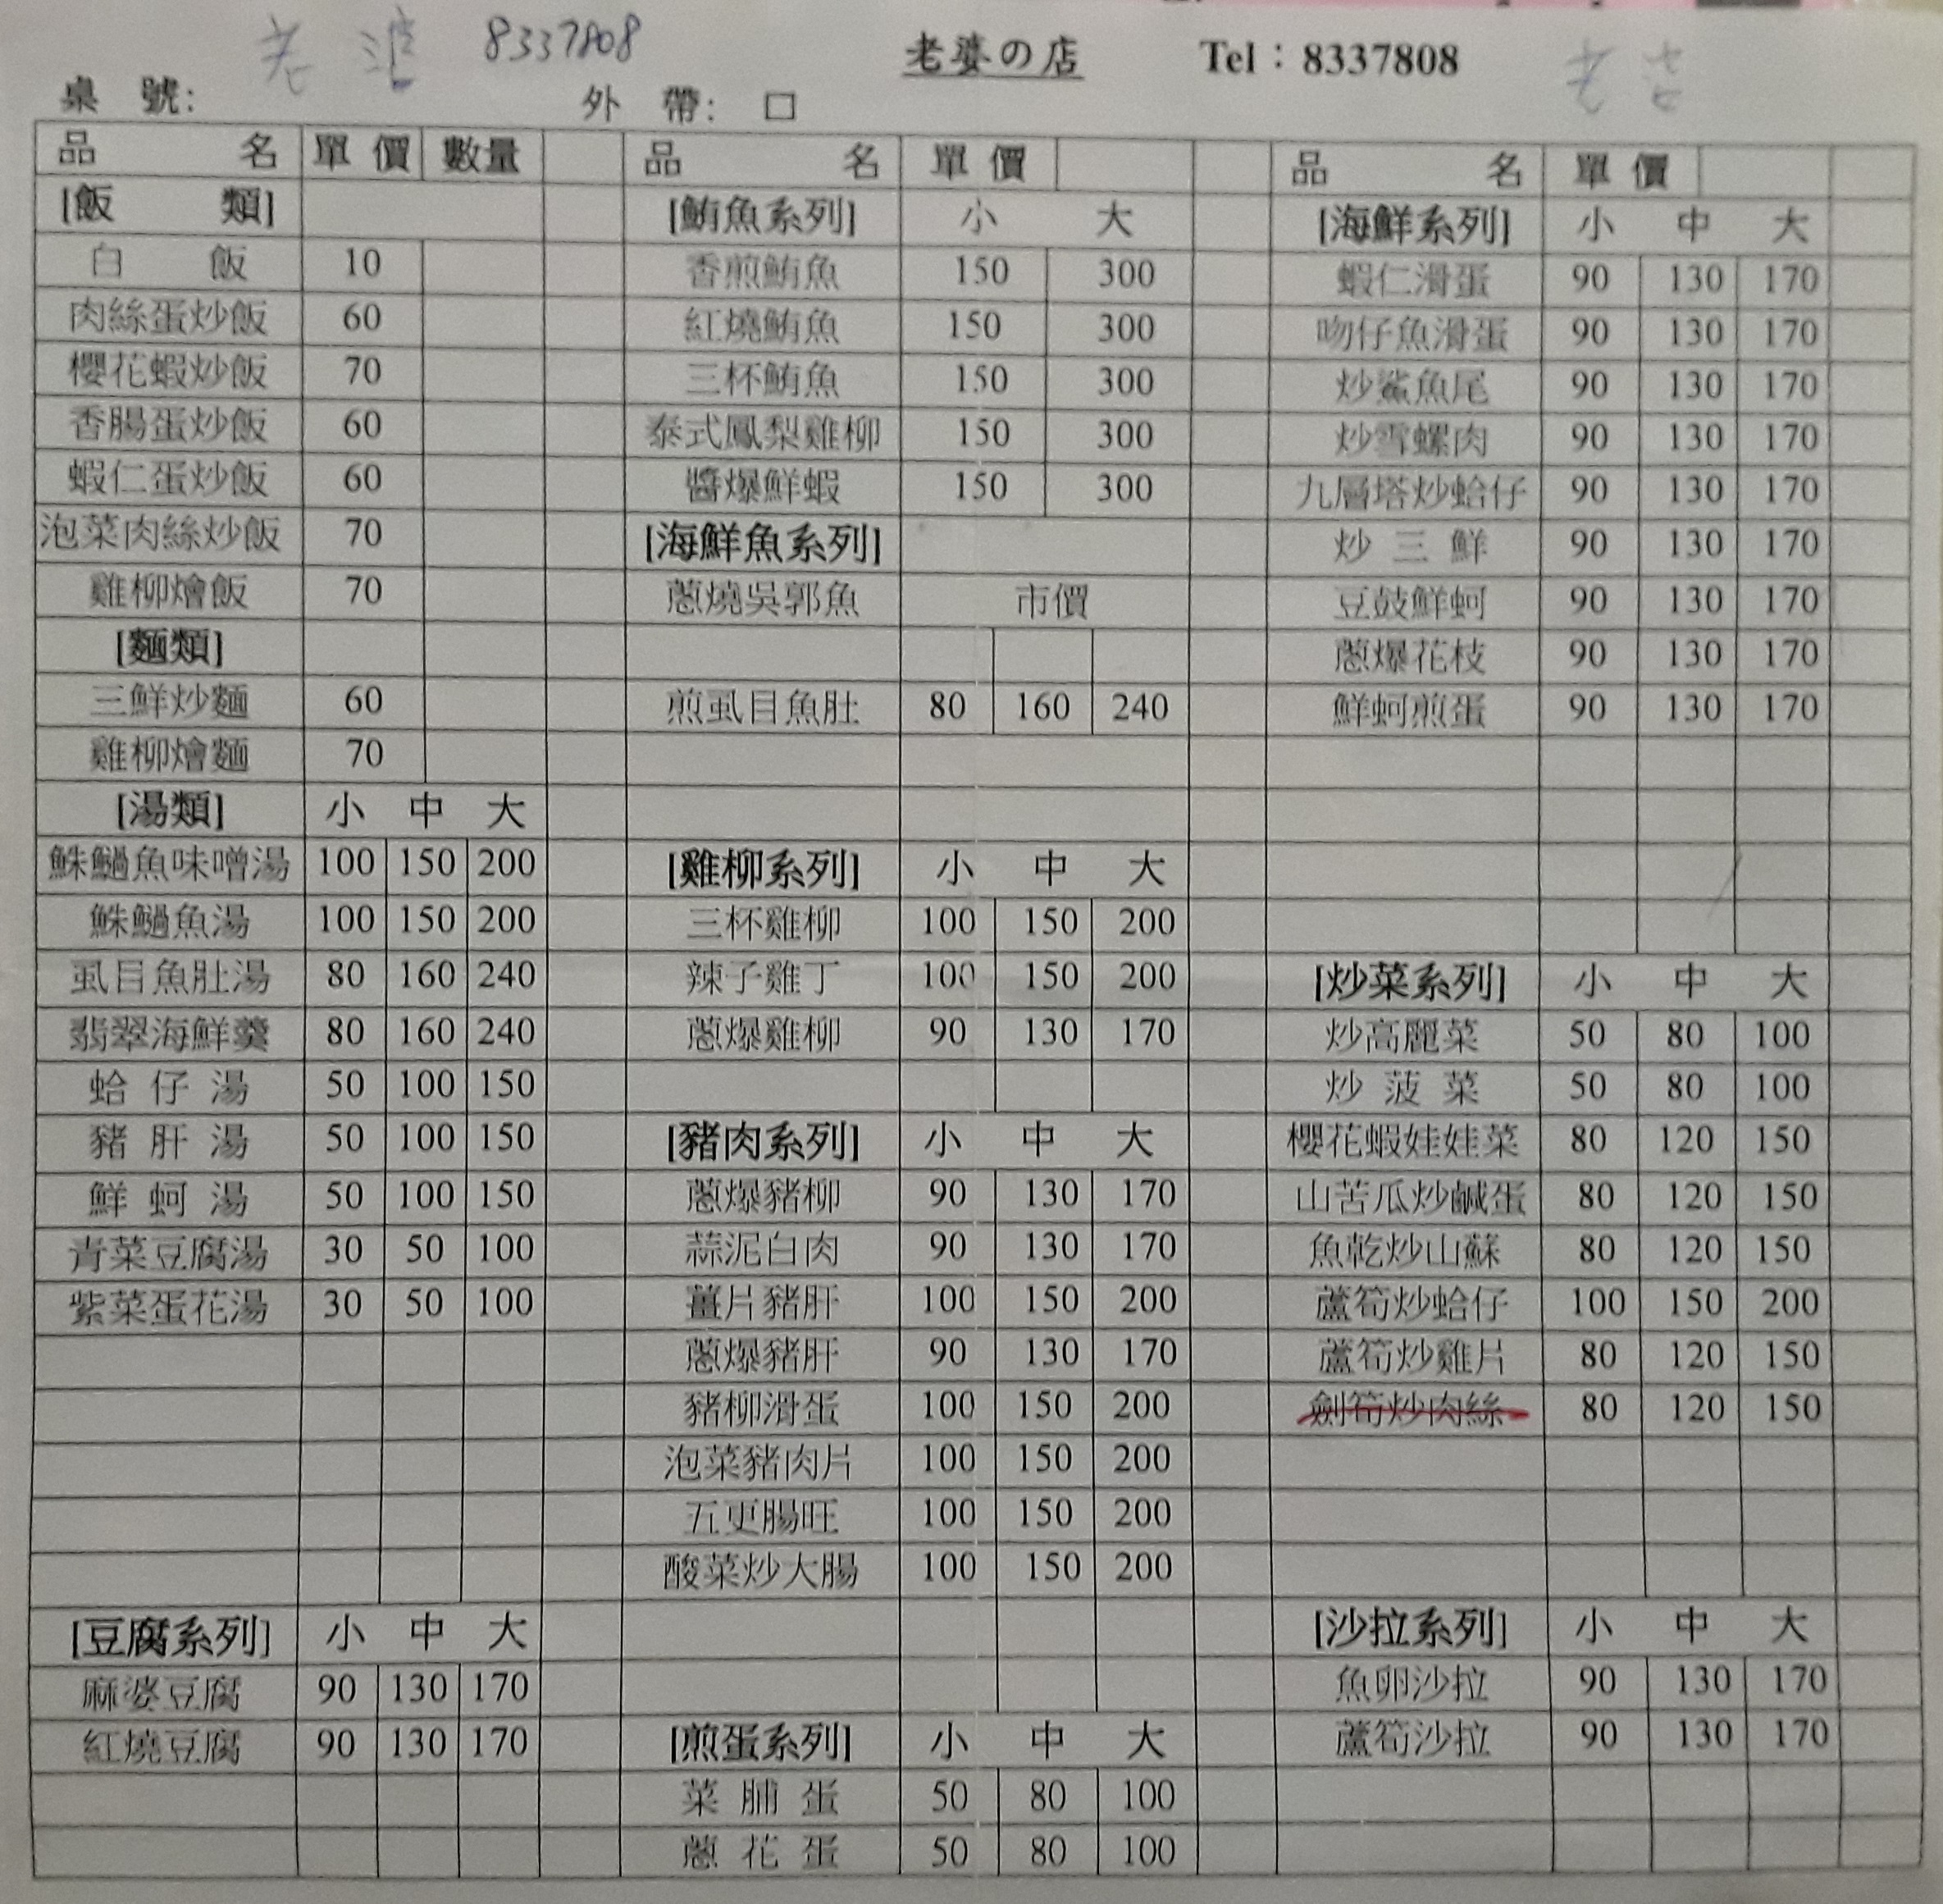 老婆 8337808
老婆の店 Tel：8337808
桌號： 外帶：□
品名 單價 數量
[飯類]
白飯 10
肉絲蛋炒飯 60
櫻花蝦炒飯 70
香腸蛋炒飯 60
蝦仁蛋炒飯 60
泡菜肉絲炒飯 70
雞柳燴飯 70
[麵類]
三鮮炒麵 60
雞柳燴麵 70
[湯類] 小 中 大
鮢鱲魚味噌湯 100 150 200
魚湯 100 150 200
虱目魚肚湯 80 160 240
翡翠海鮮羹 80 160 240
蛤仔湯 50 100 150
豬肝湯 50 100 150
鮮蚵湯 50 100 150
青菜豆腐湯 30 50 100
紫菜蛋花湯 30 50 100
[豆腐系列] 小 中 大
麻婆豆腐 90 130 170
紅燒豆腐 90 130 170
品名 單價
[鮪魚系列] 小 大
香煎鮪魚 150 300
紅燒鮪魚 150 300
三杯鮪魚 150 300
泰式鳳梨雞柳 150 300
醬爆鮮蝦 150 300
[海鮮魚系列]
蔥燒吳郭魚 市價
煎虱目魚肚 80 160 240
[雞柳系列] 小 中 大
三杯雞柳 100 150 200
辣子雞丁 100 150 200
蔥爆雞柳 90 130 170
[豬肉系列] 小 中 大
蔥爆豬柳 90 130 170
蒜泥白肉 90 130 170
薑片豬肝 100 150 200
蔥爆豬肝 90 130 170
豬柳滑蛋 100 150 200
泡菜豬肉片 100 150 200
五更腸旺 100 150 200
酸菜炒大腸 100 150 200
[煎蛋系列] 小 中 大
菜脯蛋 50 80 100
蔥花蛋 50 80 100
品名 單價
[海鮮系列] 小 中 大
蝦仁滑蛋 90 130 170
吻仔魚滑蛋 90 130 170
炒鯊魚尾 90 130 170
炒雪螺肉 90 130 170
九層塔炒蛤仔 90 130 170
炒三鮮 90 130 170
豆鼓鮮蚵 90 130 170
蔥爆花枝 90 130 170
鮮蚵煎蛋 90 130 170
[炒菜系列] 小 中 大
炒高麗菜 50 80 100
炒菠菜 50 80 100
櫻花蝦娃娃菜 80 120 150
山苦瓜炒鹹蛋 80 120 150
魚乾炒山蘇 80 120 150
蘆筍炒蛤仔 100 150 200
蘆筍炒雞片 80 120 150
劍筍炒肉絲 80 120 150
[沙拉系列] 小 中 大
魚卵沙拉 90 130 170
蘆筍沙拉 90 130 170